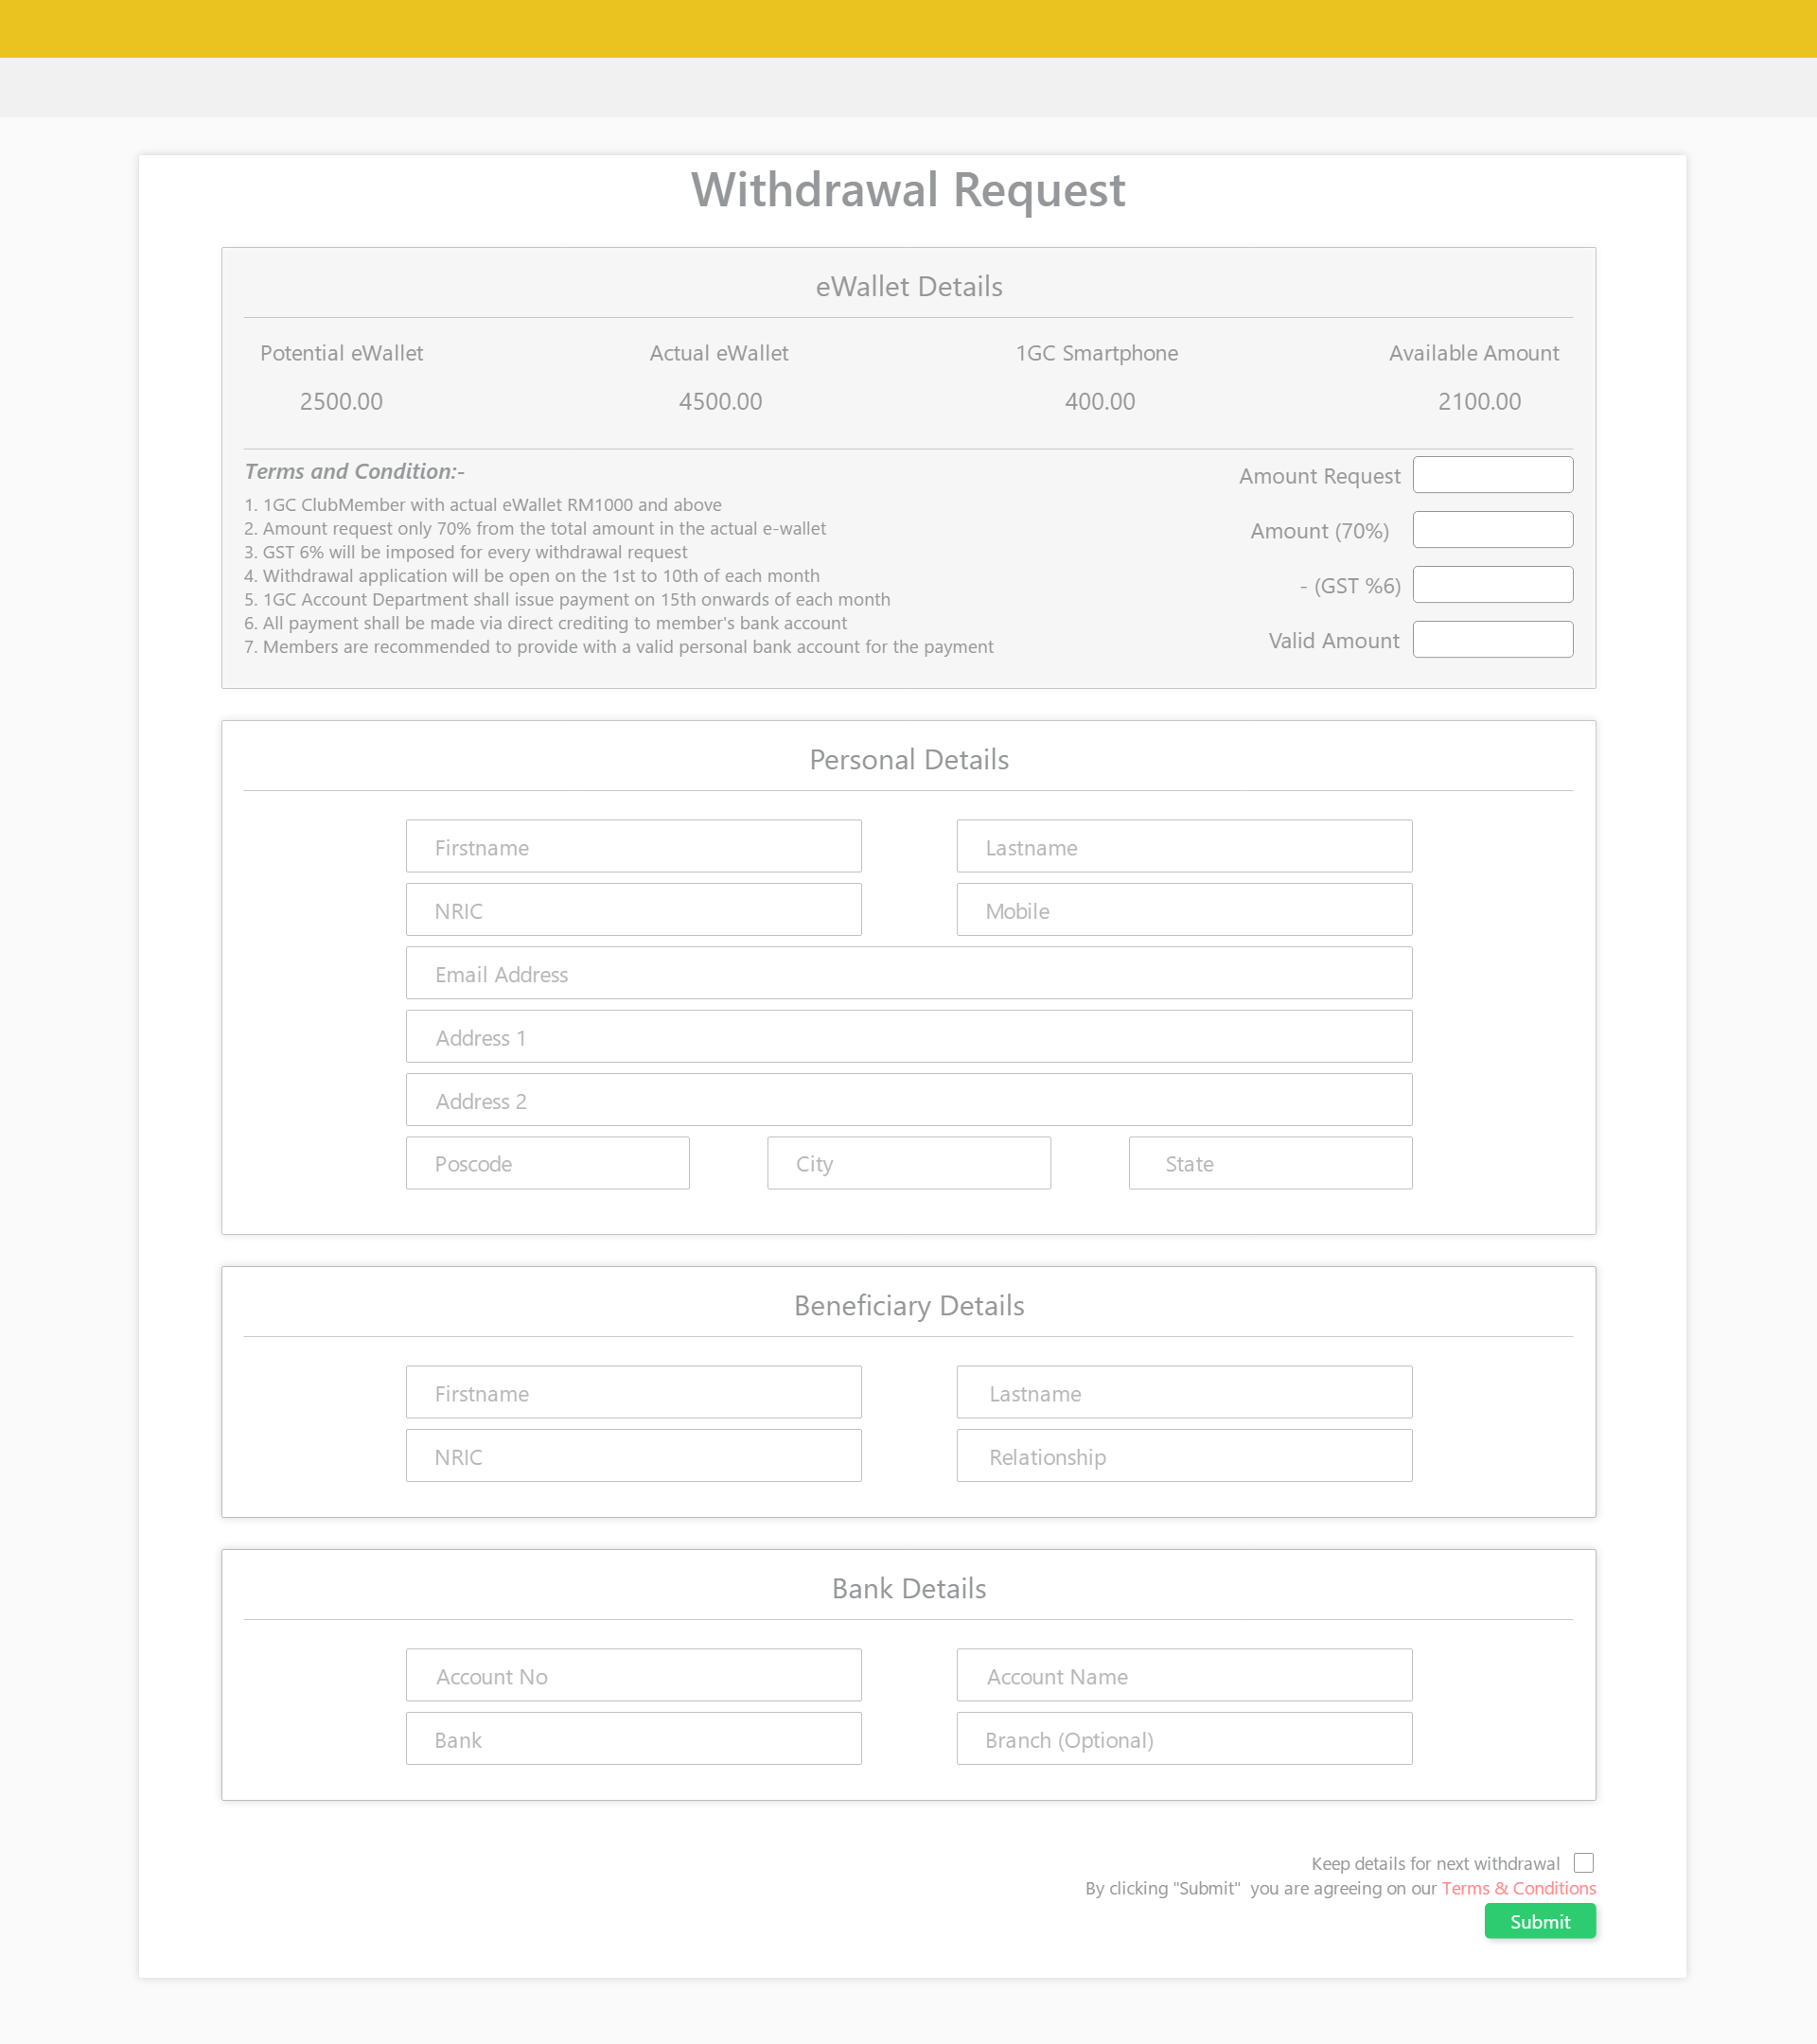 Withdrawal Request
eWallet Details
Potential eWallet Actual eWallet 1GC Smartphone Available Amount
2500.00 4500.00 400.00 2100.00
Terms and Condition:-
1. 1GC ClubMember with actual eWallet RM1000 and above
2. Amount request only 70% from the total amount in the actual e-wallet
3. GST 6% will be imposed for every withdrawal request
4. Withdrawal application will be open on the 1st to 10th of each month
5. 1GC Account Department shall issue payment on 15th onwards of each month
6. All payment shall be made via direct crediting to member's bank account
7. Members are recommended to provide with a valid personal bank account for the payment
Amount Request
Amount (70%)
- (GST %6)
Valid Amount
Personal Details
Firstname Lastname
NRIC Mobile
Email Address
Address 1
Address 2
Poscode City State
Beneficiary Details
Firstname Lastname
NRIC Relationship
Bank Details
Account No Account Name
Bank Branch (Optional)
Keep details for next withdrawal
By clicking "Submit" you are agreeing on our Terms & Conditions
Submit